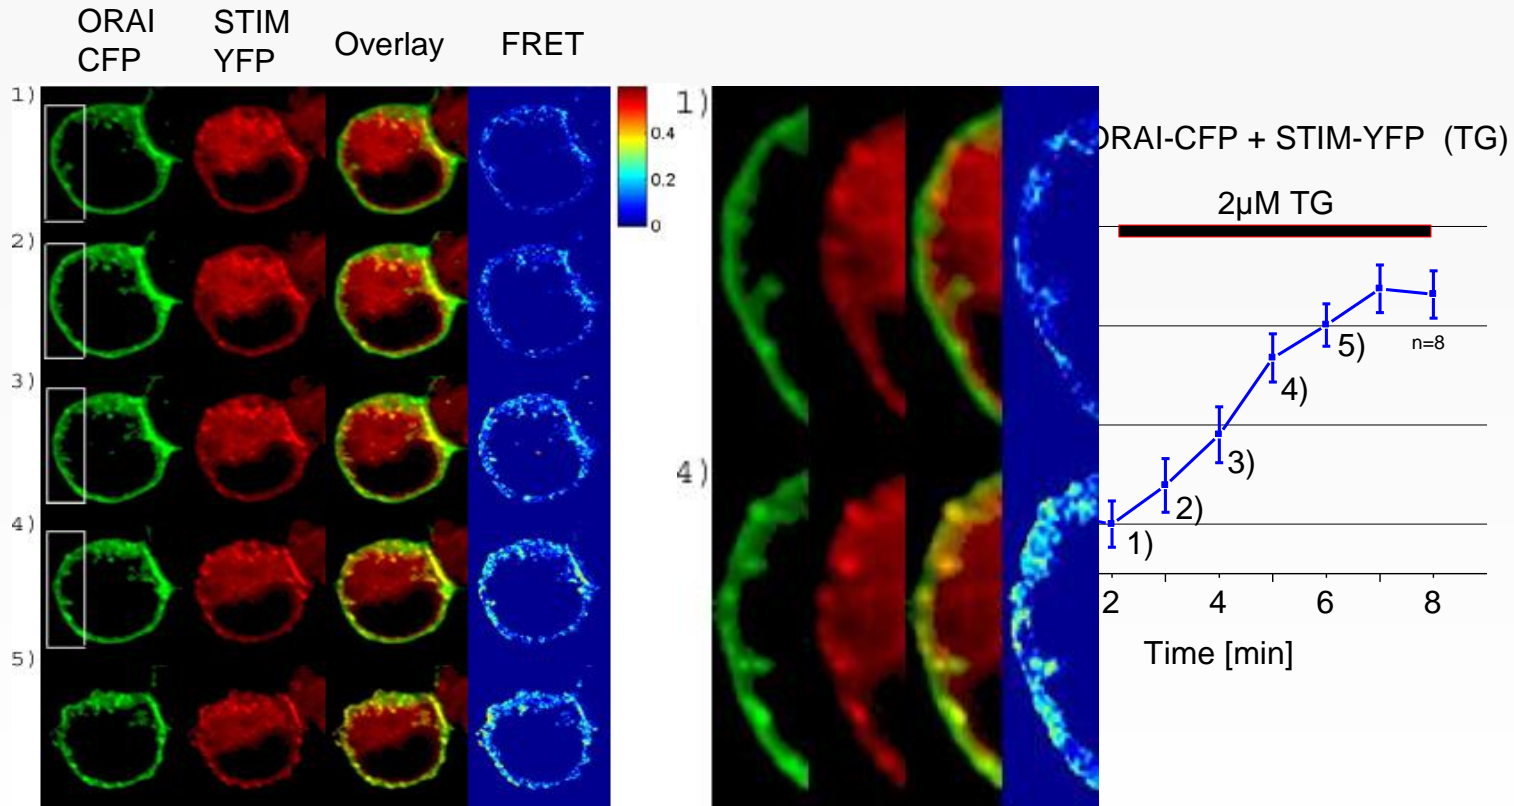 ORAI
CFP
STIM
YFP
Overlay
FRET
1)
2)
3)
4)
5)
0.4
0.2
0
1)
4)
ORAI-CFP + STIM-YFP (TG)
2µM TG
n=8
1)
2)
3)
4)
5)
2 4 6 8
Time [min]